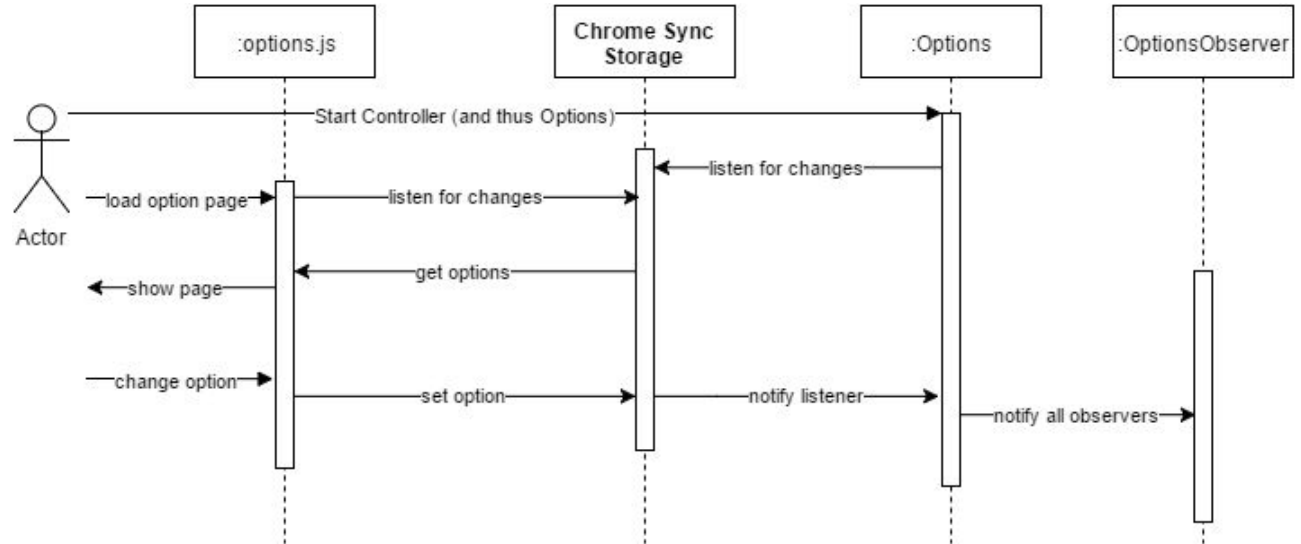 :options.js
Chrome Sync
Storage
:Options
:OptionsObserver
Start Controller (and thus Options)
listen for changes
load option page
listen for changes
Actor
get options
show page
change option
set option
notify listener
notify all observers